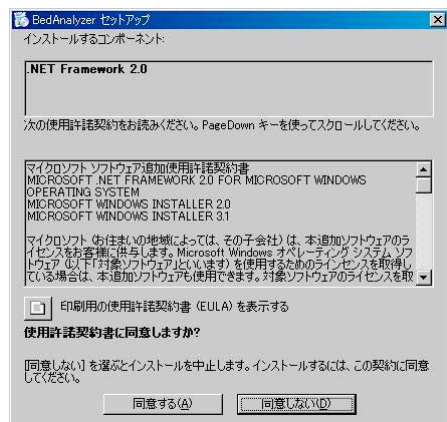 BedAnalyzer セットアップ
インストールするコンポーネント:
.NET Framework 2.0
次の使用許諾契約をお読みください。PageDown キーを使ってスクロールしてください。
マイクロソフト ソフトウェア追加使用許諾契約書
MICROSOFT .NET FRAMEWORK 2.0 FOR MICROSOFT WINDOWS
OPERATING SYSTEM
MICROSOFT WINDOWS INSTALLER 2.0
MICROSOFT WINDOWS INSTALLER 3.1
マイクロソフト (お住まいの地域によっては、その子会社) は、本追加ソフトウェアのラ
イセンスをお客様に供与します。Microsoft Windows オペレーティング システム ソフ
トウェア (以下「対象ソフトウェア」といいます) を使用するためのライセンスを取得し
ている場合は、本追加ソフトウェアも使用できます。対象ソフトウェアのライセンスを取
印刷用の使用許諾契約書 (EULA) を表示する
使用許諾契約書に同意しますか?
[同意しない] を選ぶとインストールを中止します。インストールするには、この契約に同意
してください。
同意する(A)
同意しない(D)